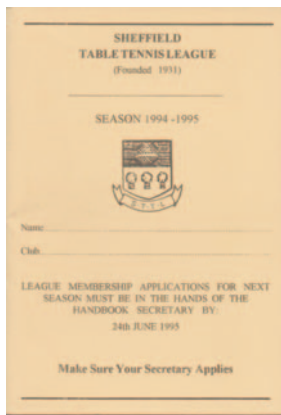 SHEFFIELD
TABLE TENNIS LEAGUE
(Founded 1931)
SEASON 1994-1995
S.T.T.L.
Name
Club
LEAGUE MEMBERSHIP APPLICATIONS FOR NEXT
SEASON MUST BE IN THE HANDS OF THE
HANDBOOK SECRETARY BY:
24th JUNE 1995
Make Sure Your Secretary Applies